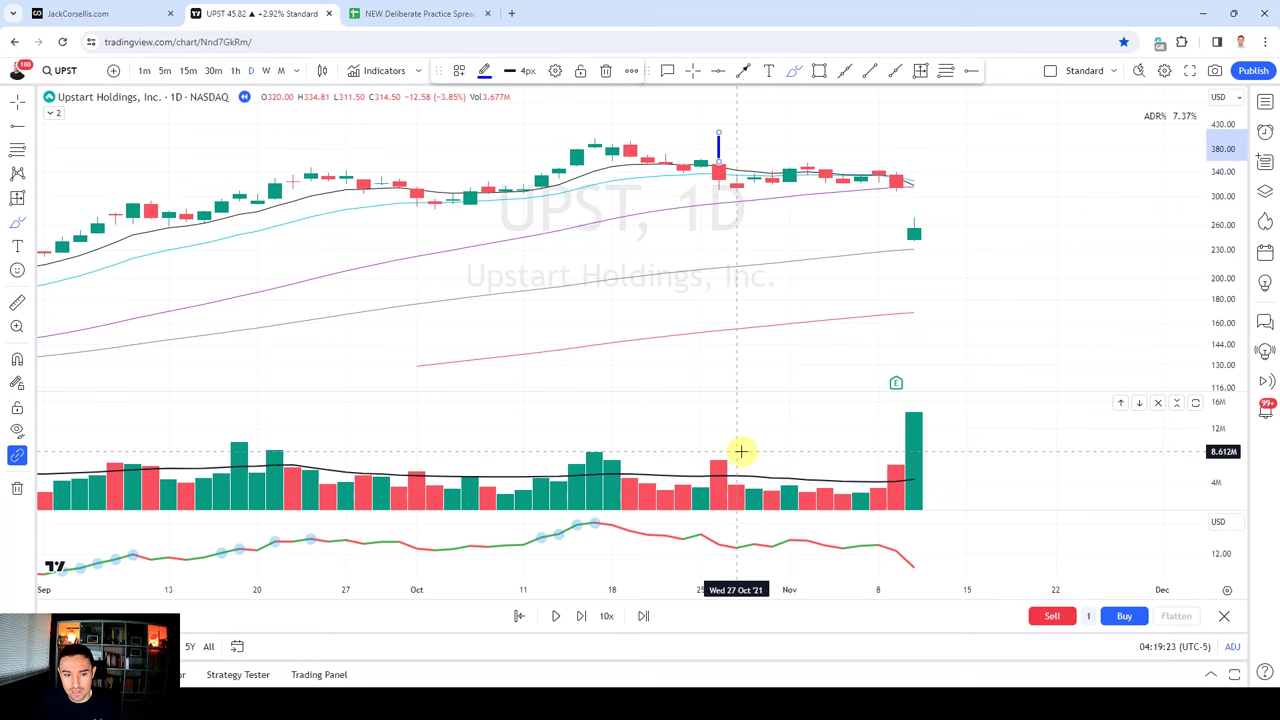 JackCorsellis.com
UPST 45.82 ▲ +2.92% Standard
NEW Deliberate Practice Sprea
tradingview.com/chart/Nnd7GkRm/
180
UPST
1m 5m 15m 30m 1h D W M
Indicators
4px
Standard
Publish
Upstart Holdings, Inc. · 1D · NASDAQ
O320.00 H334.81 L311.50 C314.50 −12.58 (−3.85%) Vol3.677M
USD
2
ADR% 7.37%
430.00
380.00
340.00
300.00
260.00
230.00
200.00
180.00
160.00
144.00
130.00
116.00
UPST, 1D
Upstart Holdings, Inc.
E
16M
12M
8.612M
4M
USD
12.00
99+
Sep 13 20 27 Oct 11 18 25 Wed 27 Oct '21 Nov 8 15 22 Dec
10x
Sell 1 Buy Flatten
5Y All
04:19:23 (UTC-5) ADJ
Strategy Tester Trading Panel